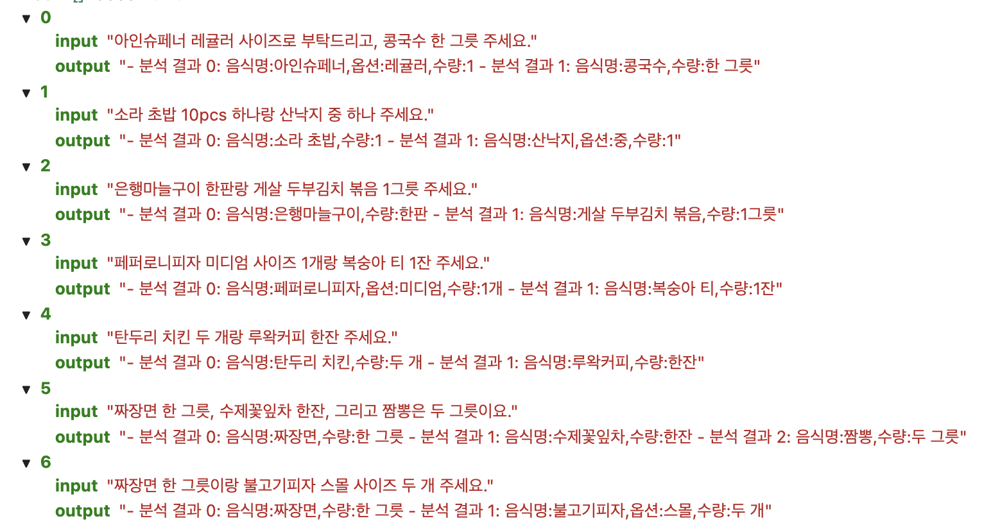 0
input "아인슈페너 레귤러 사이즈로 부탁드리고, 콩국수 한 그릇 주세요."
output "- 분석 결과 0: 음식명:아인슈페너,옵션:레귤러,수량:1 - 분석 결과 1: 음식명:콩국수,수량:한 그릇"
1
input "소라 초밥 10pcs 하나랑 산낙지 중 하나 주세요."
output "- 분석 결과 0: 음식명:소라 초밥,수량:1 - 분석 결과 1: 음식명:산낙지,옵션:중,수량:1"
2
input "은행마늘구이 한판랑 게살 두부김치 볶음 1그릇 주세요."
output "- 분석 결과 0: 음식명:은행마늘구이,수량:한판 - 분석 결과 1: 음식명:게살 두부김치 볶음,수량:1그릇"
3
input "페퍼로니피자 미디엄 사이즈 1개랑 복숭아 티 1잔 주세요."
output "- 분석 결과 0: 음식명:페퍼로니피자,옵션:미디엄,수량:1개 - 분석 결과 1: 음식명:복숭아 티,수량:1잔"
4
input "탄두리 치킨 두 개랑 루왁커피 한잔 주세요."
output "- 분석 결과 0: 음식명:탄두리 치킨,수량:두 개 - 분석 결과 1: 음식명:루왁커피,수량:한잔"
5
input "짜장면 한 그릇, 수제꽃잎차 한잔, 그리고 짬뽕은 두 그릇이요."
output "- 분석 결과 0: 음식명:짜장면,수량:한 그릇 - 분석 결과 1: 음식명:수제꽃잎차,수량:한잔 - 분석 결과 2: 음식명:짬뽕,수량:두 그릇"
6
input "짜장면 한 그릇이랑 불고기피자 스몰 사이즈 두 개 주세요."
output "- 분석 결과 0: 음식명:짜장면,수량:한 그릇 - 분석 결과 1: 음식명:불고기피자,옵션:스몰,수량:두 개"